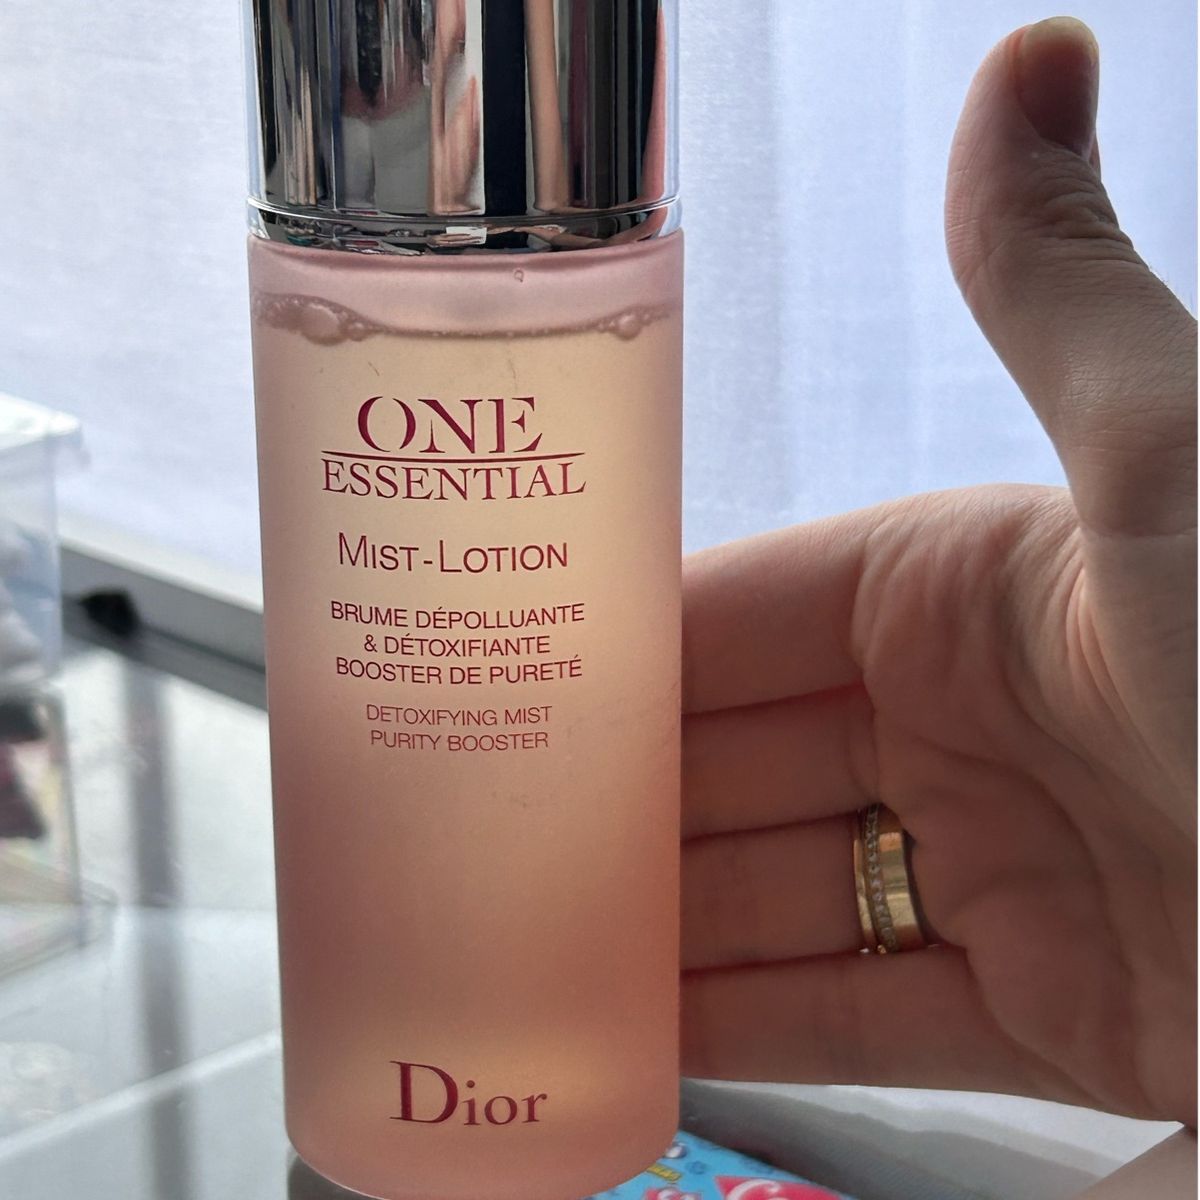 ONE
ESSENTIAL
MIST-LOTION
BRUME DÉPOLLUANTE
& DÉTOXIFIANTE
BOOSTER DE PURETÉ
DETOXIFYING MIST
PURITY BOOSTER
Dior